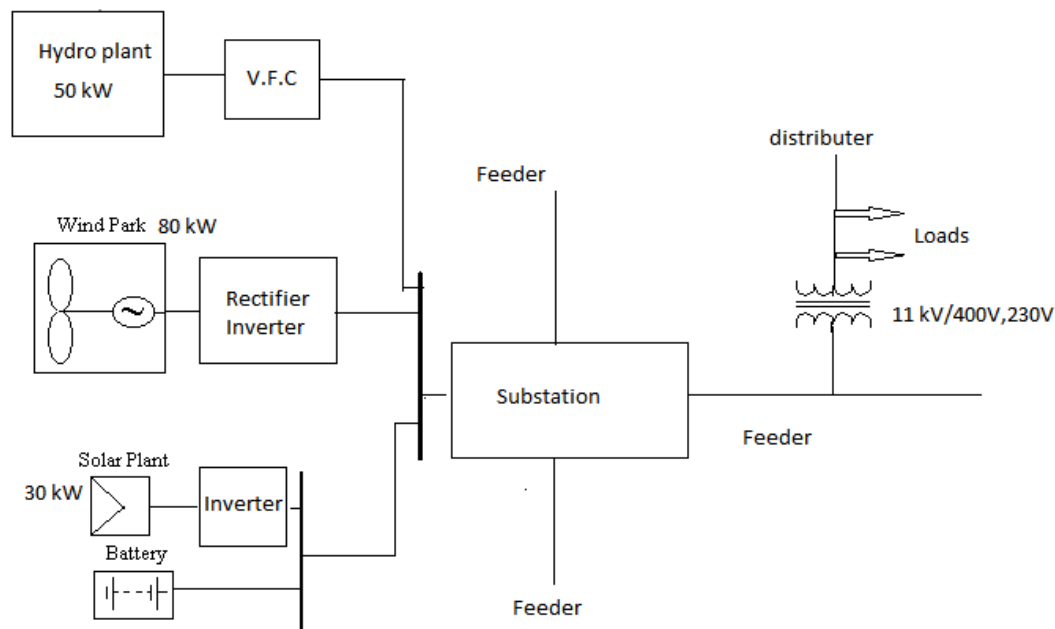 Hydro plant
50 kW
V.F.C
distributer
Feeder
Loads
Wind Park 80 kW
Rectifier
Inverter
11 kV/400V,230V
Substation
Feeder
Solar Plant
30 kW
Inverter
Battery
Feeder